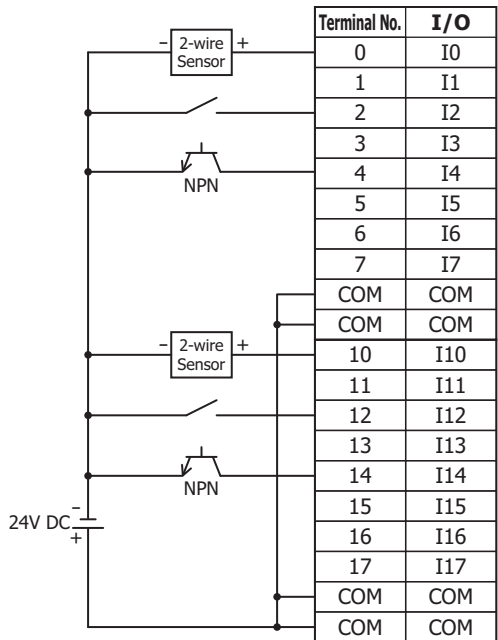 Terminal No. I/O
– 2-wire Sensor + 0 I0
1 I1
2 I2
3 I3
NPN 4 I4
5 I5
6 I6
7 I7
COM COM
COM COM
– 2-wire Sensor + 10 I10
11 I11
12 I12
13 I13
NPN 14 I14
15 I15
24V DC – + 16 I16
17 I17
COM COM
COM COM